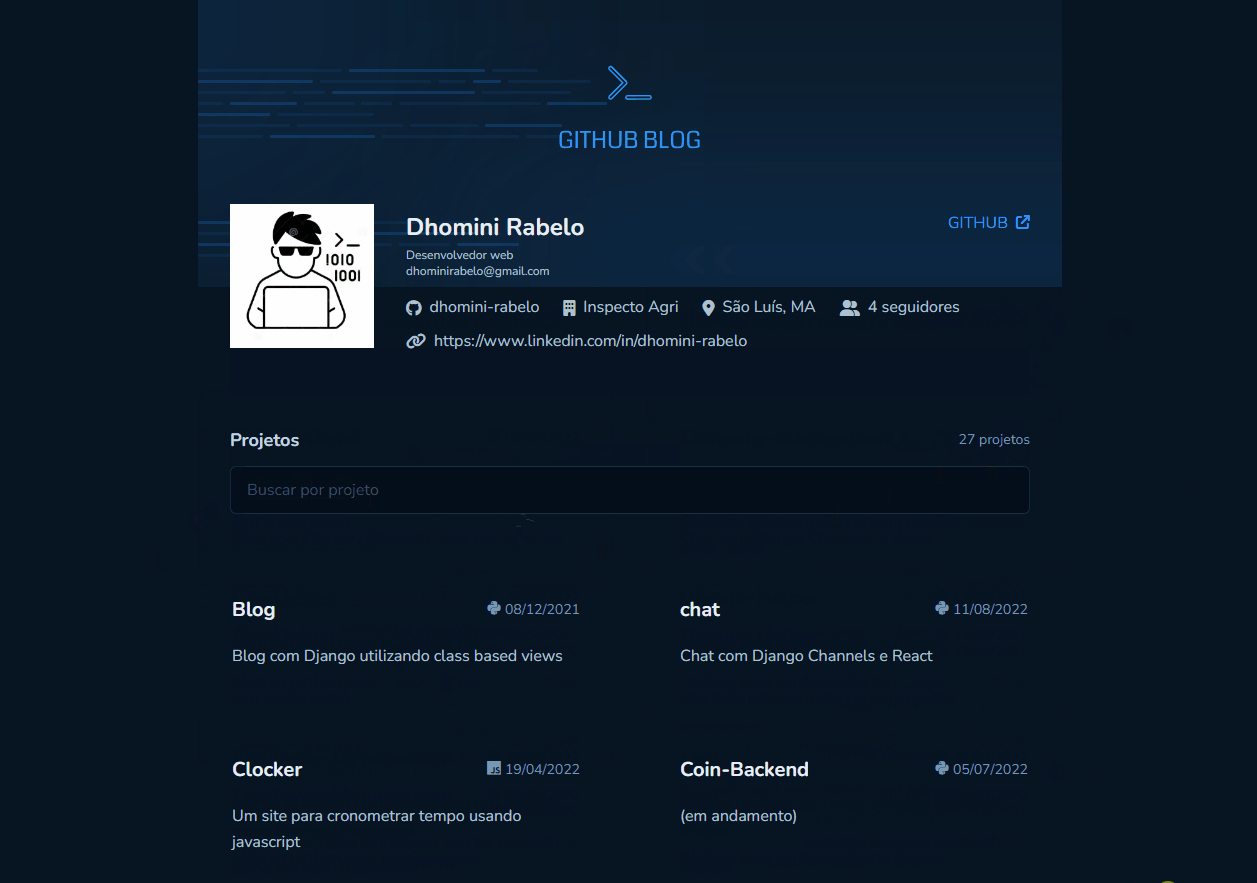 GITHUB BLOG
Dhomini Rabelo
GITHUB
Desenvolvedor web
dhominirabelo@gmail.com
>_
1010
1001
dhomini-rabelo Inspecto Agri São Luís, MA 4 seguidores
https://www.linkedin.com/in/dhomini-rabelo
Projetos
27 projetos
Buscar por projeto
Blog
08/12/2021
Blog com Django utilizando class based views
chat
11/08/2022
Chat com Django Channels e React
Clocker
JS 19/04/2022
Um site para cronometrar tempo usando
javascript
Coin-Backend
05/07/2022
(em andamento)